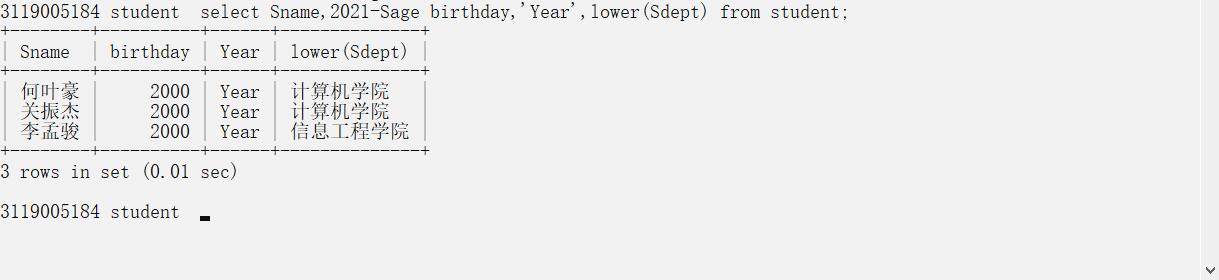 3119005184 student  select Sname,2021-Sage birthday,'Year',lower(Sdept) from student;
+--------+----------+------+--------------+
| Sname  | birthday | Year | lower(Sdept) |
+--------+----------+------+--------------+
| 何叶豪 |     2000 | Year | 计算机学院   |
| 关振杰 |     2000 | Year | 计算机学院   |
| 李孟骏 |     2000 | Year | 信息工程学院 |
+--------+----------+------+--------------+
3 rows in set (0.01 sec)
3119005184 student